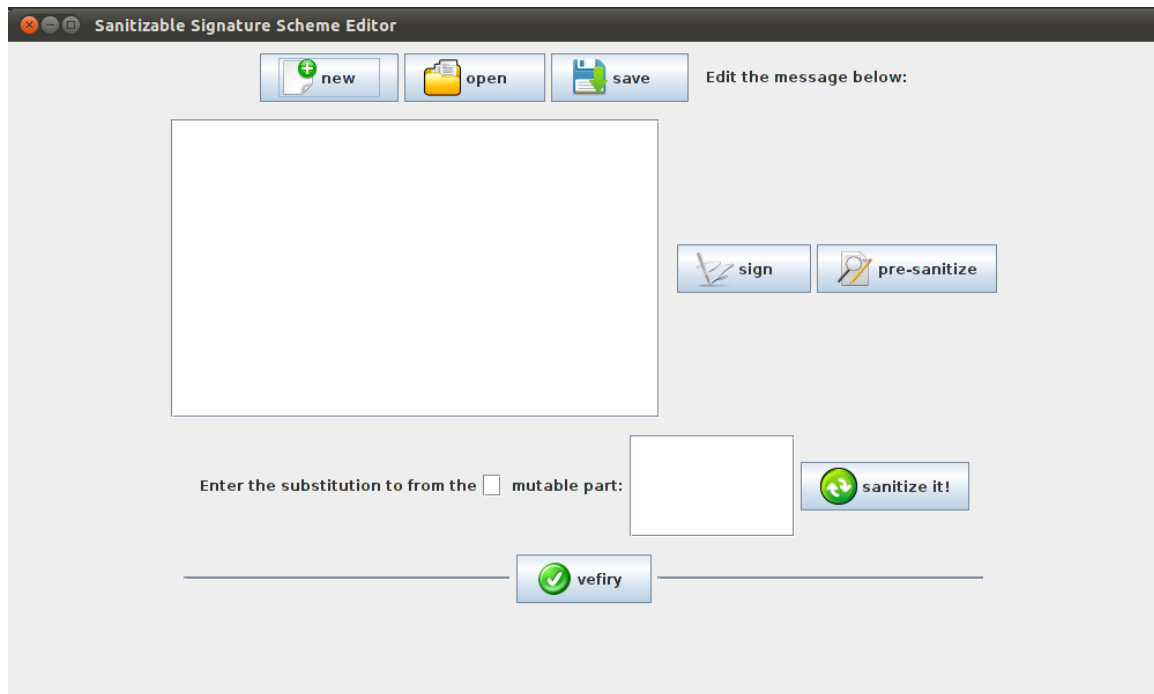 Sanitizable Signature Scheme Editor
new open save Edit the message below:
sign pre-sanitize
Enter the substitution to from the mutable part: sanitize it!
vefiry